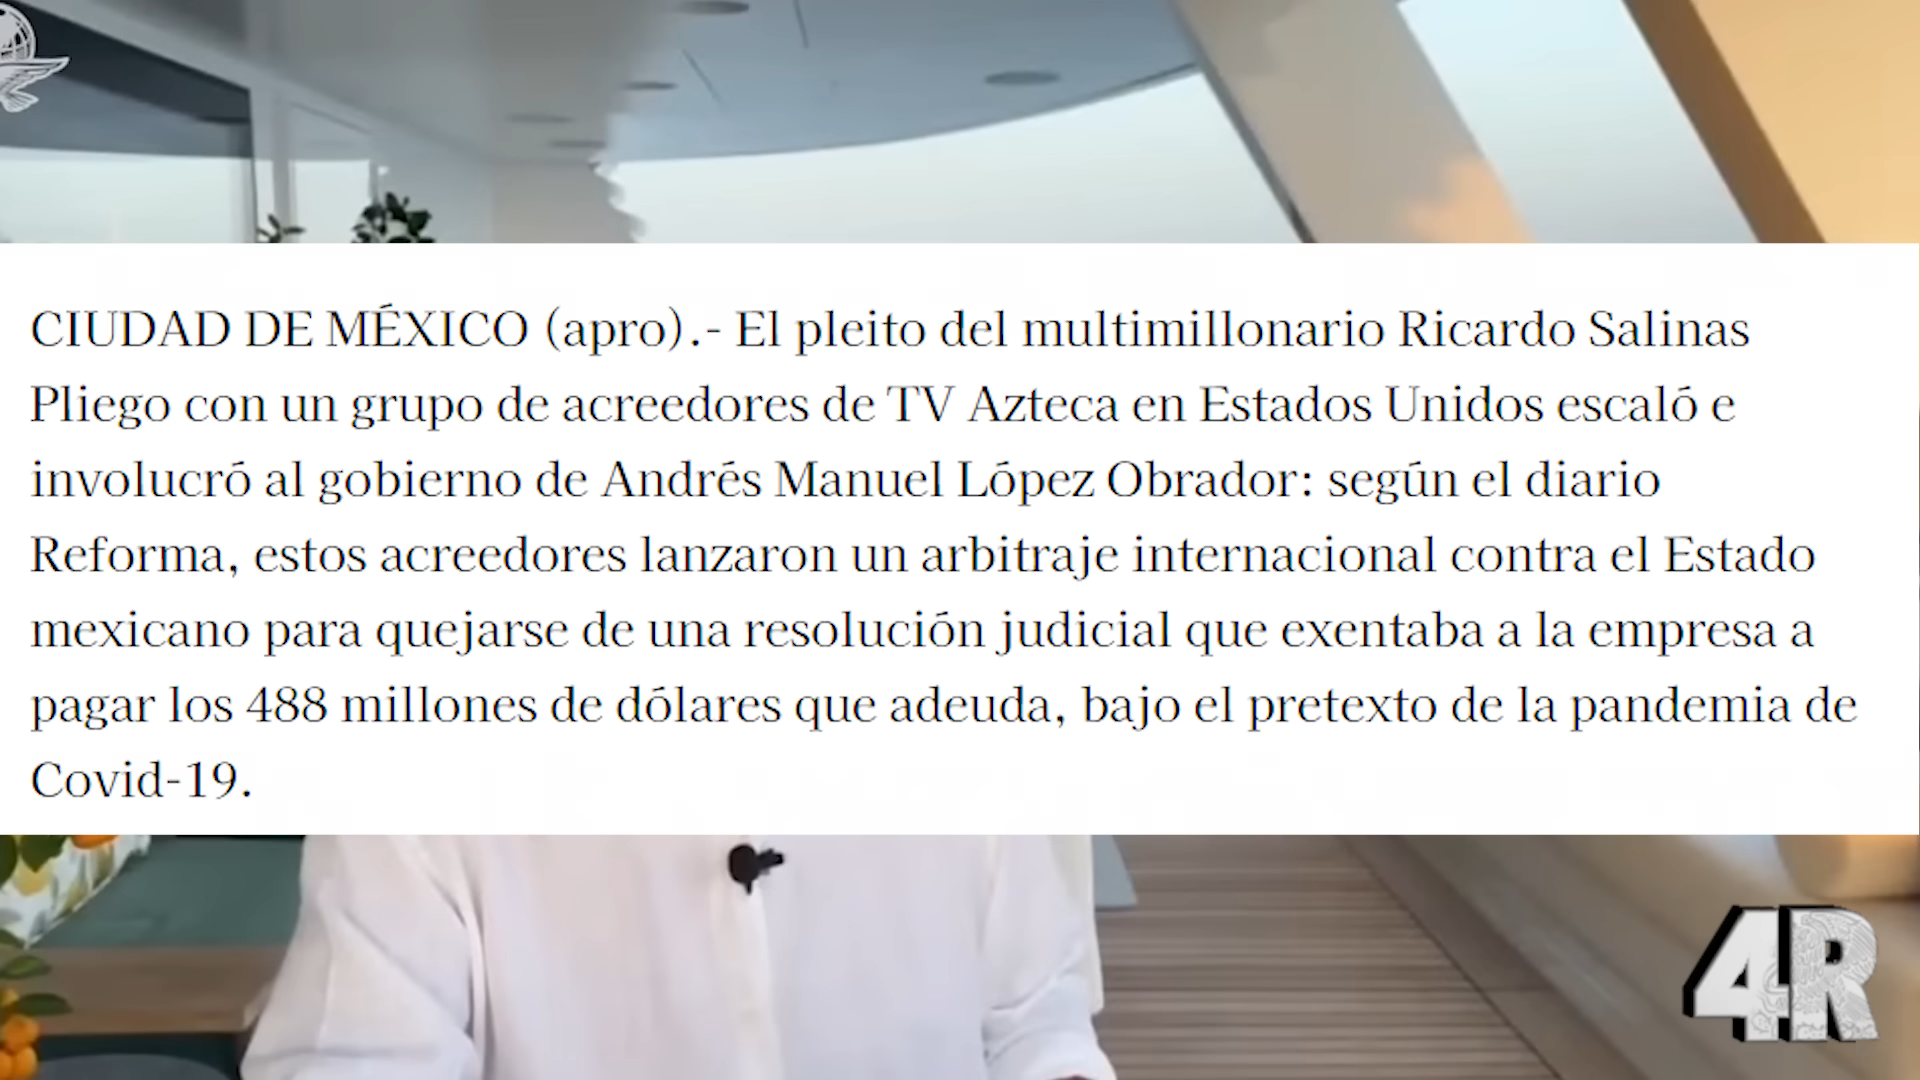 CIUDAD DE MÉXICO (apro).- El pleito del multimillonario Ricardo Salinas
Pliego con un grupo de acreedores de TV Azteca en Estados Unidos escaló e
involucró al gobierno de Andrés Manuel López Obrador: según el diario
Reforma, estos acreedores lanzaron un arbitraje internacional contra el Estado
mexicano para quejarse de una resolución judicial que exentaba a la empresa a
pagar los 488 millones de dólares que adeuda, bajo el pretexto de la pandemia de
Covid-19.
4R